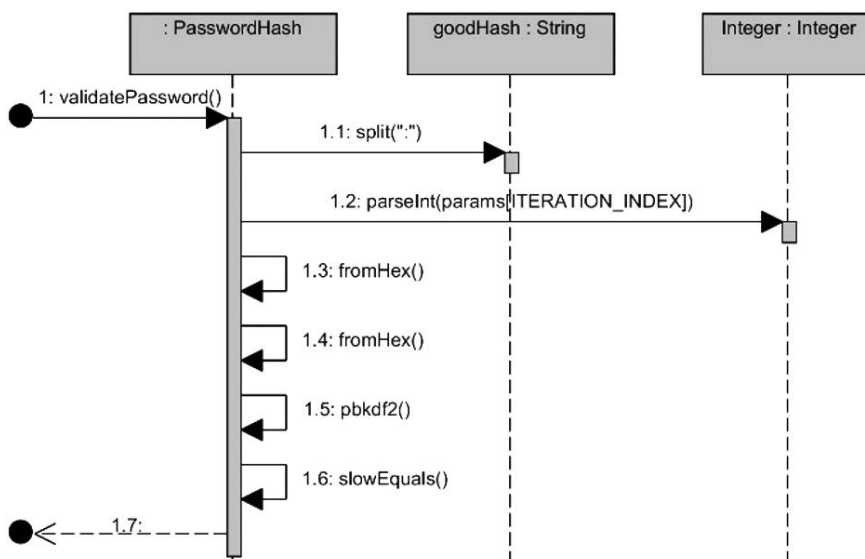 : PasswordHash
goodHash : String
Integer : Integer
1: validatePassword()
1.1: split(":")
1.2: parseInt(params[ITERATION_INDEX])
1.3: fromHex()
1.4: fromHex()
1.5: pbkdf2()
1.6: slowEquals()
1.7: